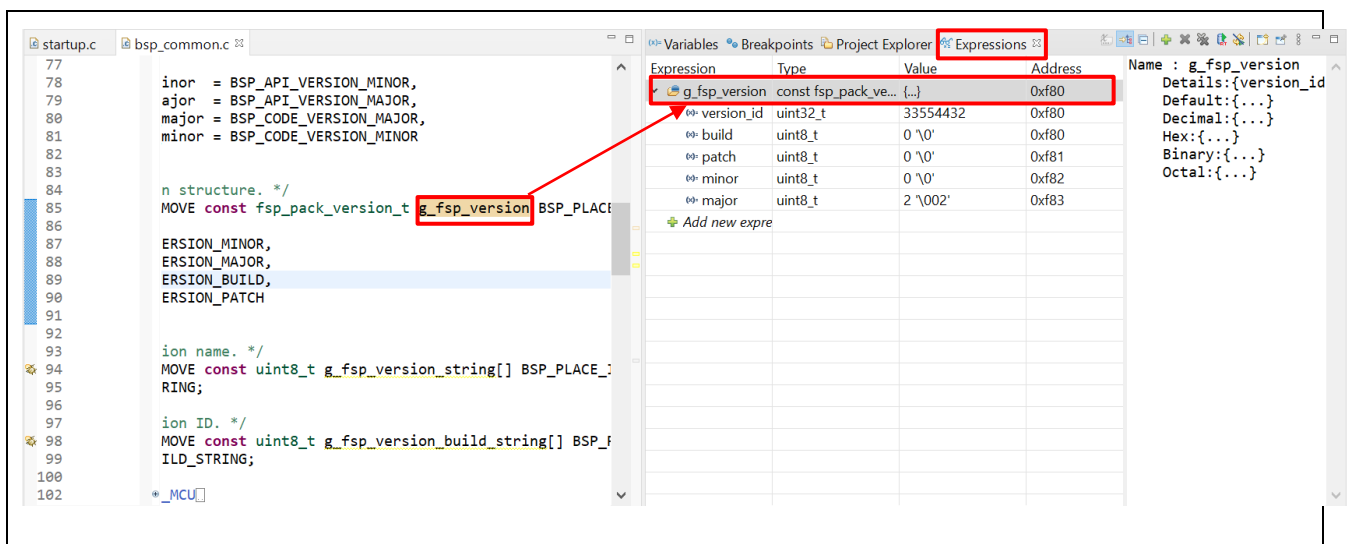 startup.c bsp_common.c
77
78 inor = BSP_API_VERSION_MINOR,
79 ajor = BSP_API_VERSION_MAJOR,
80 major = BSP_CODE_VERSION_MAJOR,
81 minor = BSP_CODE_VERSION_MINOR
82
83
84 n structure. */
85 MOVE const fsp_pack_version_t g_fsp_version BSP_PLACE
86
87 ERSION_MINOR,
88 ERSION_MAJOR,
89 ERSION_BUILD,
90 ERSION_PATCH
91
92
93 ion name. */
94 MOVE const uint8_t g_fsp_version_string[] BSP_PLACE_I
95 RING;
96
97 ion ID. */
98 MOVE const uint8_t g_fsp_version_build_string[] BSP_P
99 ILD_STRING;
100
102 _MCU
Variables Breakpoints Project Explorer Expressions
Expression Type Value Address
g_fsp_version const fsp_pack_ve... {...} 0xf80
version_id uint32_t 33554432 0xf80
build uint8_t 0 '\0' 0xf80
patch uint8_t 0 '\0' 0xf81
minor uint8_t 0 '\0' 0xf82
major uint8_t 2 '\002' 0xf83
Add new expre
Name : g_fsp_version
Details:{version_id
Default:{...}
Decimal:{...}
Hex:{...}
Binary:{...}
Octal:{...}